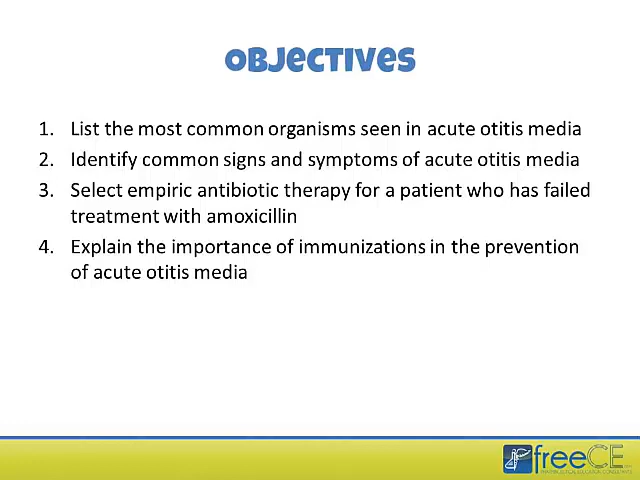 OBJECTIVES
1. List the most common organisms seen in acute otitis media
2. Identify common signs and symptoms of acute otitis media
3. Select empiric antibiotic therapy for a patient who has failed
treatment with amoxicillin
4. Explain the importance of immunizations in the prevention
of acute otitis media
freeCE